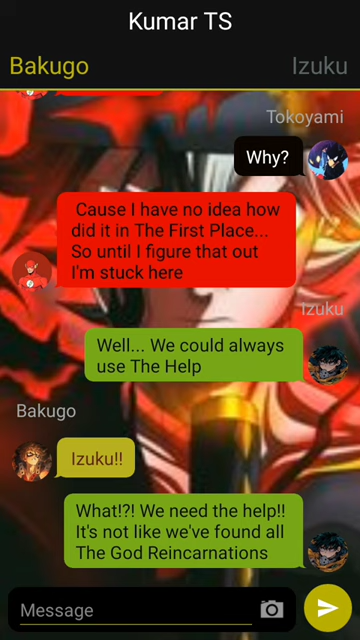 Kumar TS
Bakugo
Izuku
Tokoyami
Why?
Cause I have no idea how
did it in The First Place...
So until I figure that out
I'm stuck here
Izuku
Well... We could always
use The Help
Bakugo
Izuku!!
What!?! We need the help!!
It's not like we've found all
The God Reincarnations
Message